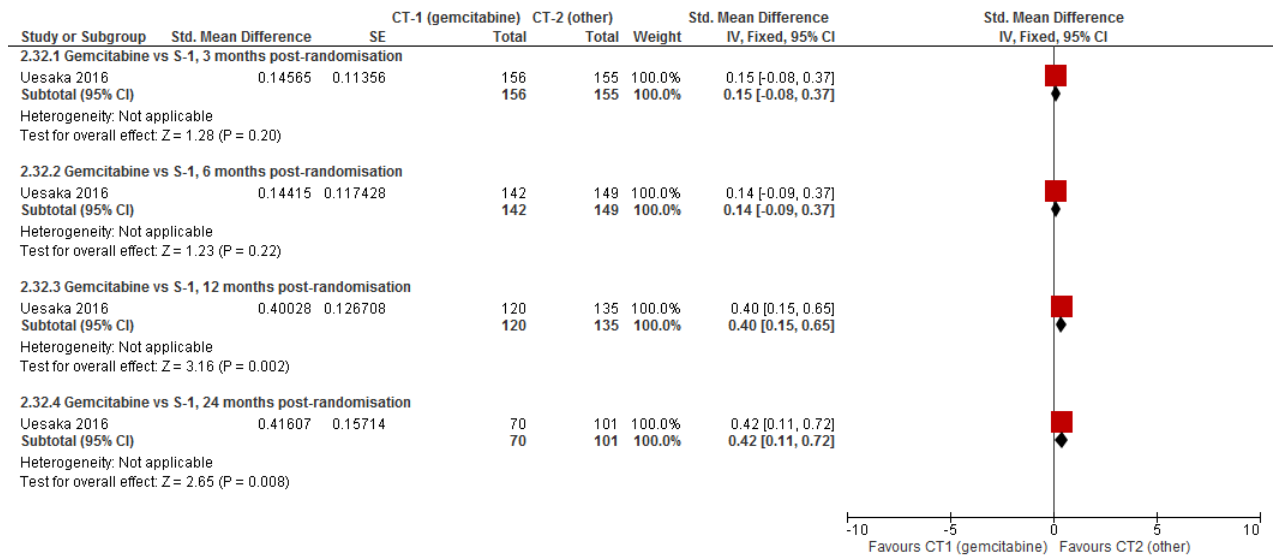 CT-1 (gemcitabine) CT-2 (other) Std. Mean Difference Std. Mean Difference
Study or Subgroup Std. Mean Difference SE Total Total Weight IV, Fixed, 95% CI IV, Fixed, 95% CI
2.32.1 Gemcitabine vs S-1, 3 months post-randomisation
Uesaka 2016 0.14565 0.11356 156 155 100.0% 0.15 [-0.08, 0.37]
Subtotal (95% CI) 156 155 100.0% 0.15 [-0.08, 0.37]
Heterogeneity: Not applicable
Test for overall effect: Z = 1.28 (P = 0.20)
2.32.2 Gemcitabine vs S-1, 6 months post-randomisation
Uesaka 2016 0.14415 0.117428 142 149 100.0% 0.14 [-0.09, 0.37]
Subtotal (95% CI) 142 149 100.0% 0.14 [-0.09, 0.37]
Heterogeneity: Not applicable
Test for overall effect: Z = 1.23 (P = 0.22)
2.32.3 Gemcitabine vs S-1, 12 months post-randomisation
Uesaka 2016 0.40028 0.126708 120 135 100.0% 0.40 [0.15, 0.65]
Subtotal (95% CI) 120 135 100.0% 0.40 [0.15, 0.65]
Heterogeneity: Not applicable
Test for overall effect: Z = 3.16 (P = 0.002)
2.32.4 Gemcitabine vs S-1, 24 months post-randomisation
Uesaka 2016 0.41607 0.15714 70 101 100.0% 0.42 [0.11, 0.72]
Subtotal (95% CI) 70 101 100.0% 0.42 [0.11, 0.72]
Heterogeneity: Not applicable
Test for overall effect: Z = 2.65 (P = 0.008)
-10 -5 0 5 10
Favours CT1 (gemcitabine) Favours CT2 (other)